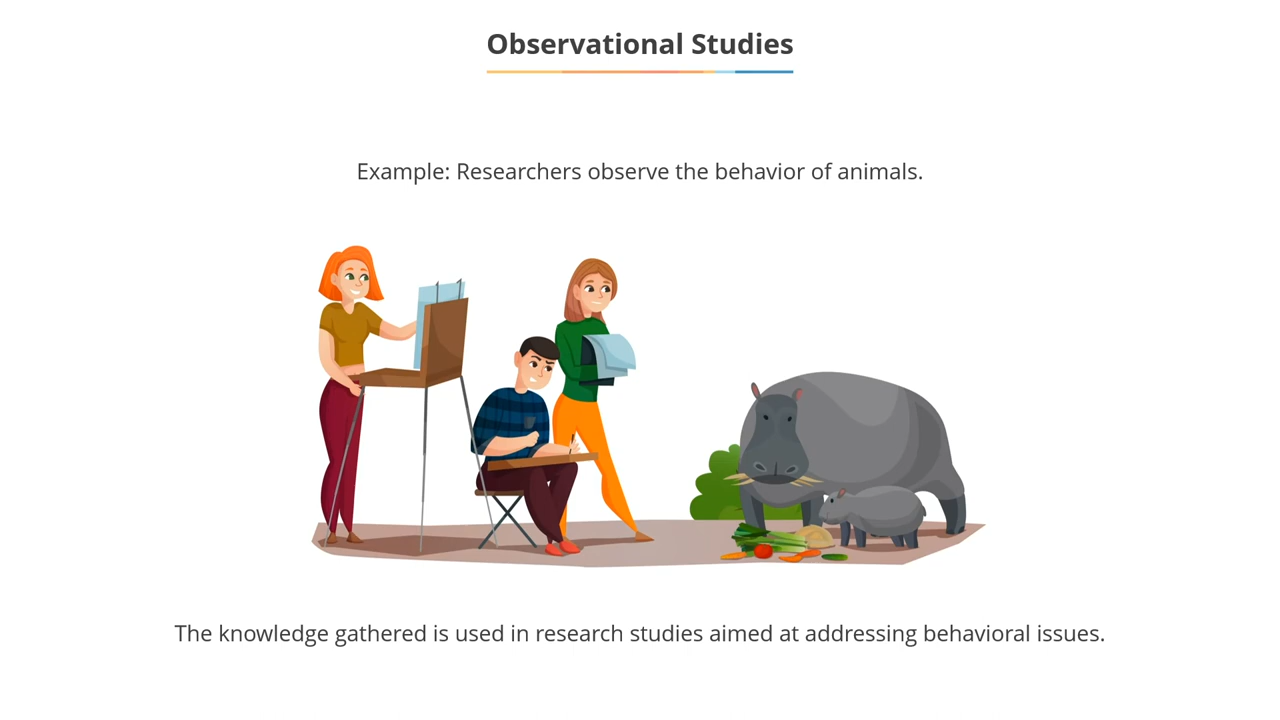 Observational Studies
Example: Researchers observe the behavior of animals.
The knowledge gathered is used in research studies aimed at addressing behavioral issues.